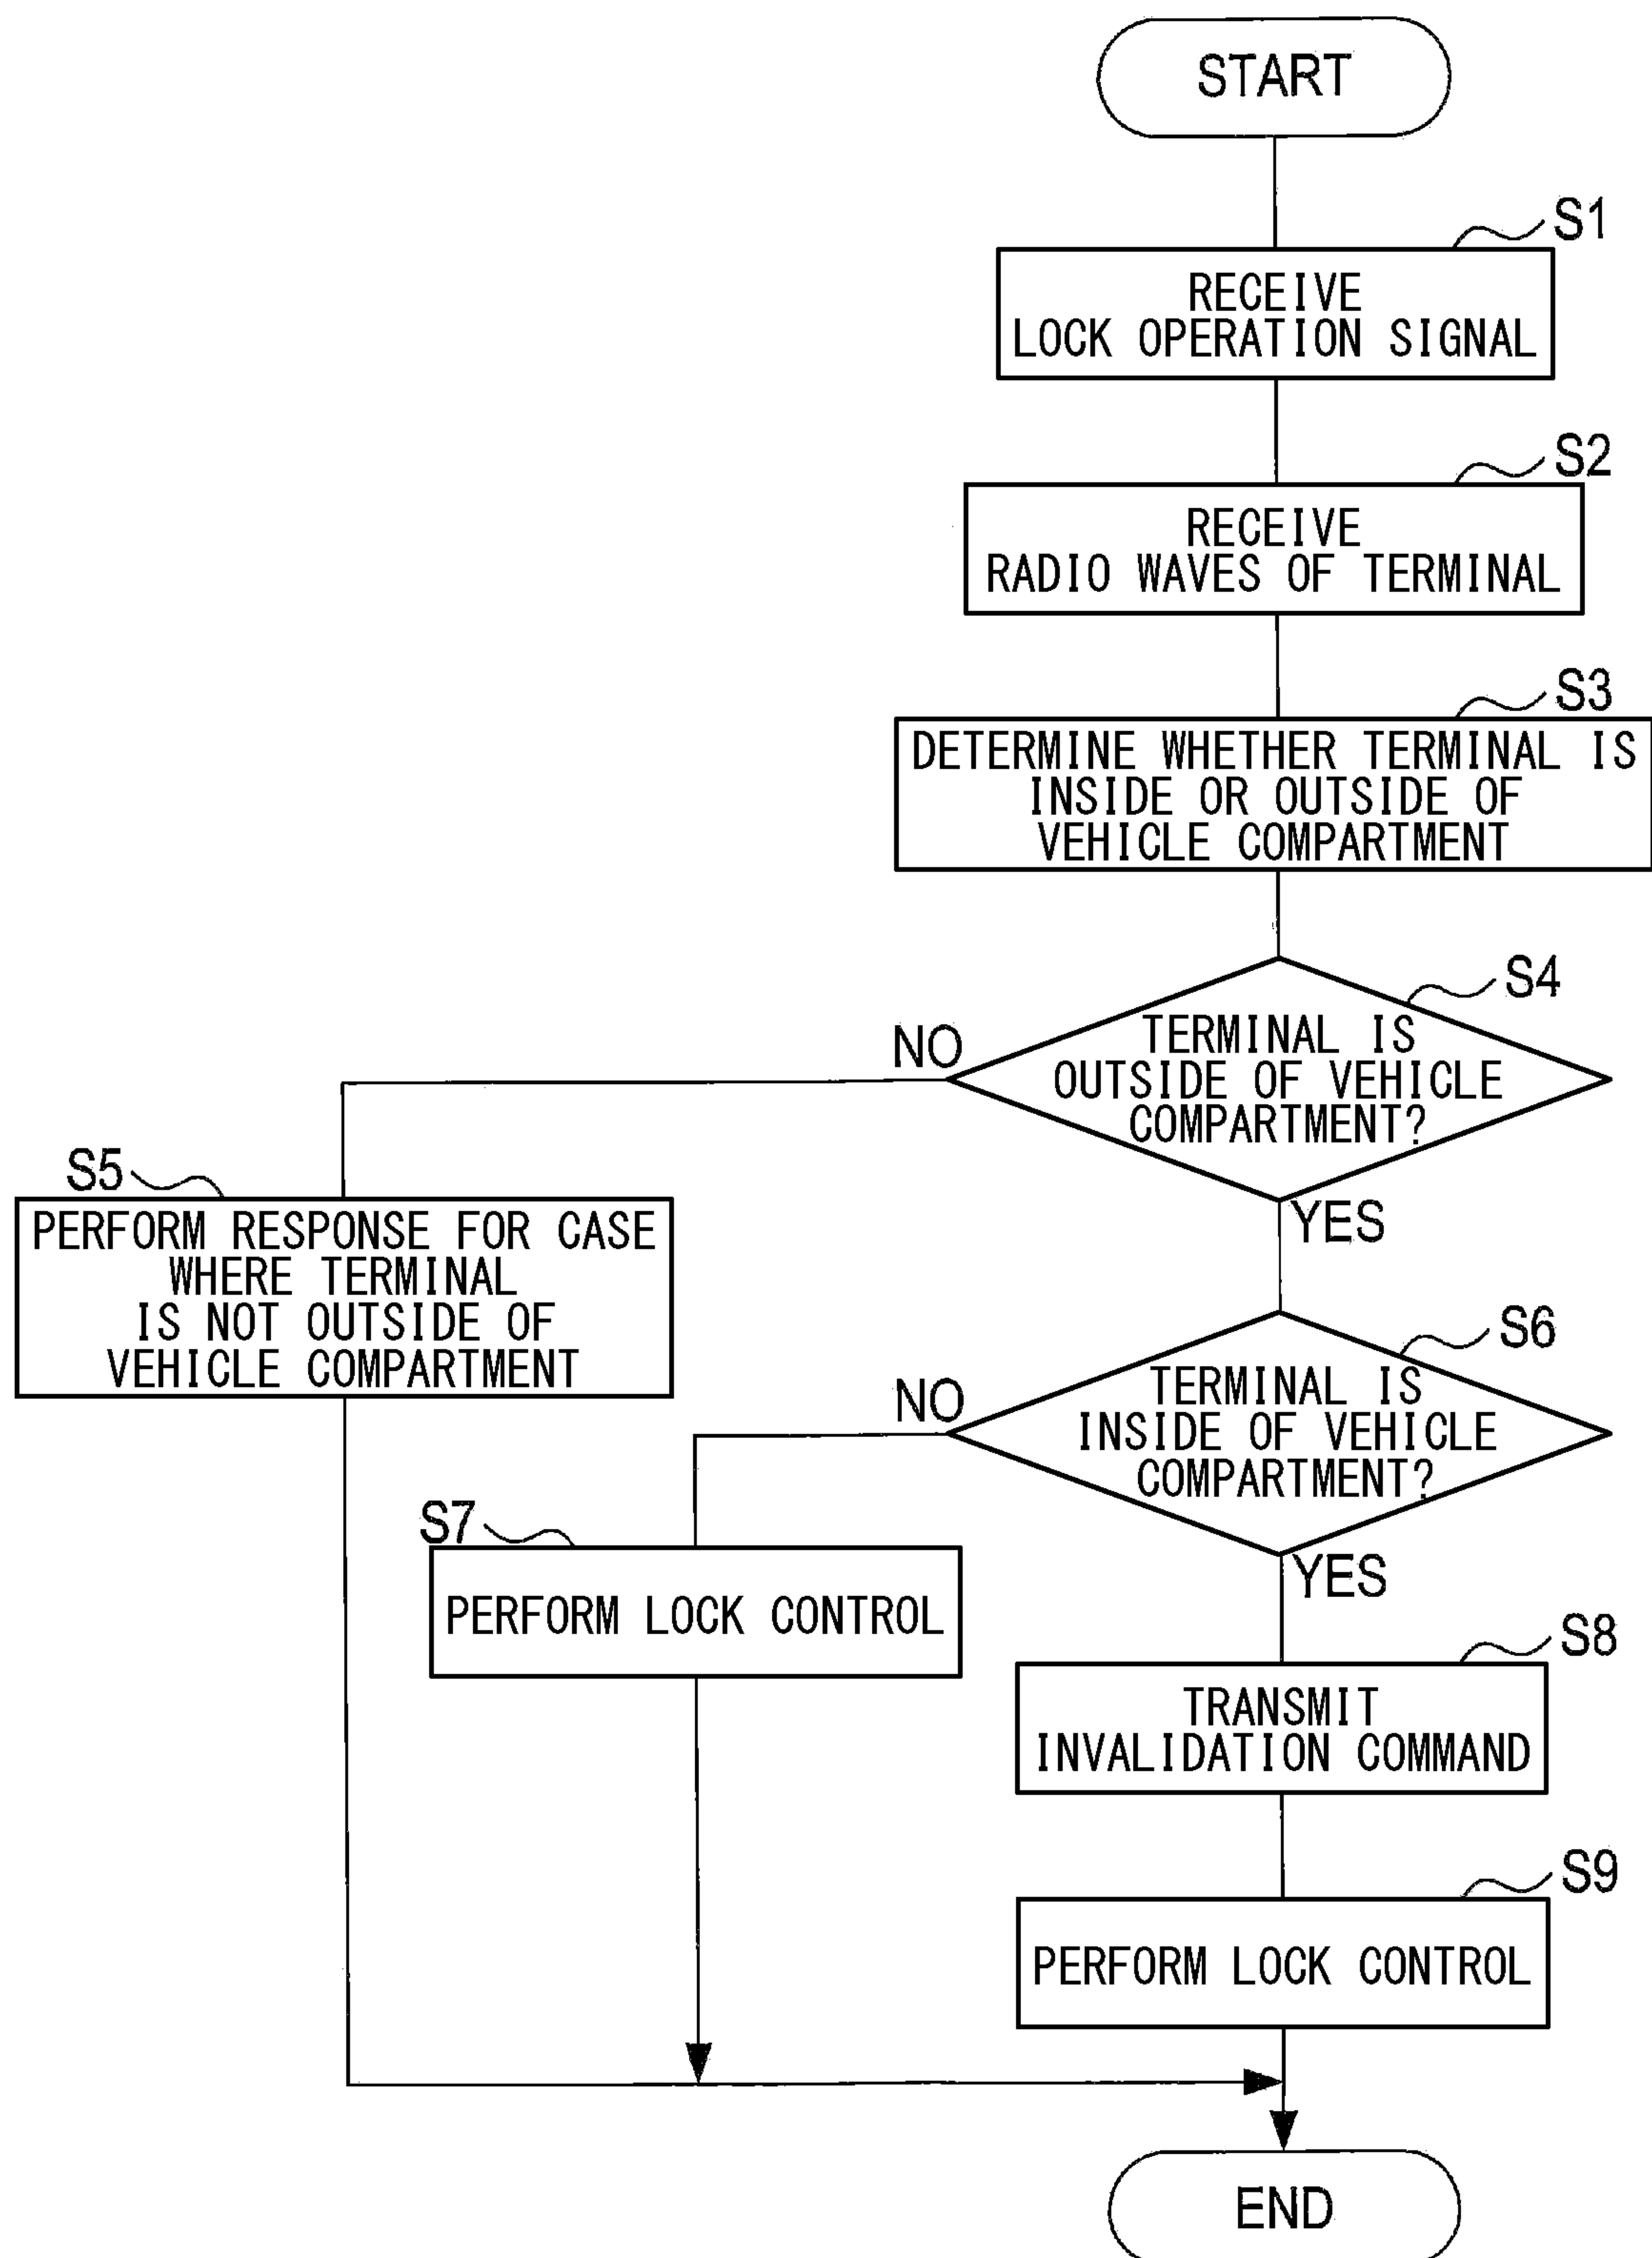 START
S1
RECEIVE
LOCK OPERATION SIGNAL
S2
RECEIVE
RADIO WAVES OF TERMINAL
S3
DETERMINE WHETHER TERMINAL IS
INSIDE OR OUTSIDE OF
VEHICLE COMPARTMENT
S4
TERMINAL IS
OUTSIDE OF VEHICLE
COMPARTMENT?
NO
YES
S5
PERFORM RESPONSE FOR CASE
WHERE TERMINAL
IS NOT OUTSIDE OF
VEHICLE COMPARTMENT
S6
TERMINAL IS
INSIDE OF VEHICLE
COMPARTMENT?
NO
YES
S7
PERFORM LOCK CONTROL
S8
TRANSMIT
INVALIDATION COMMAND
S9
PERFORM LOCK CONTROL
END